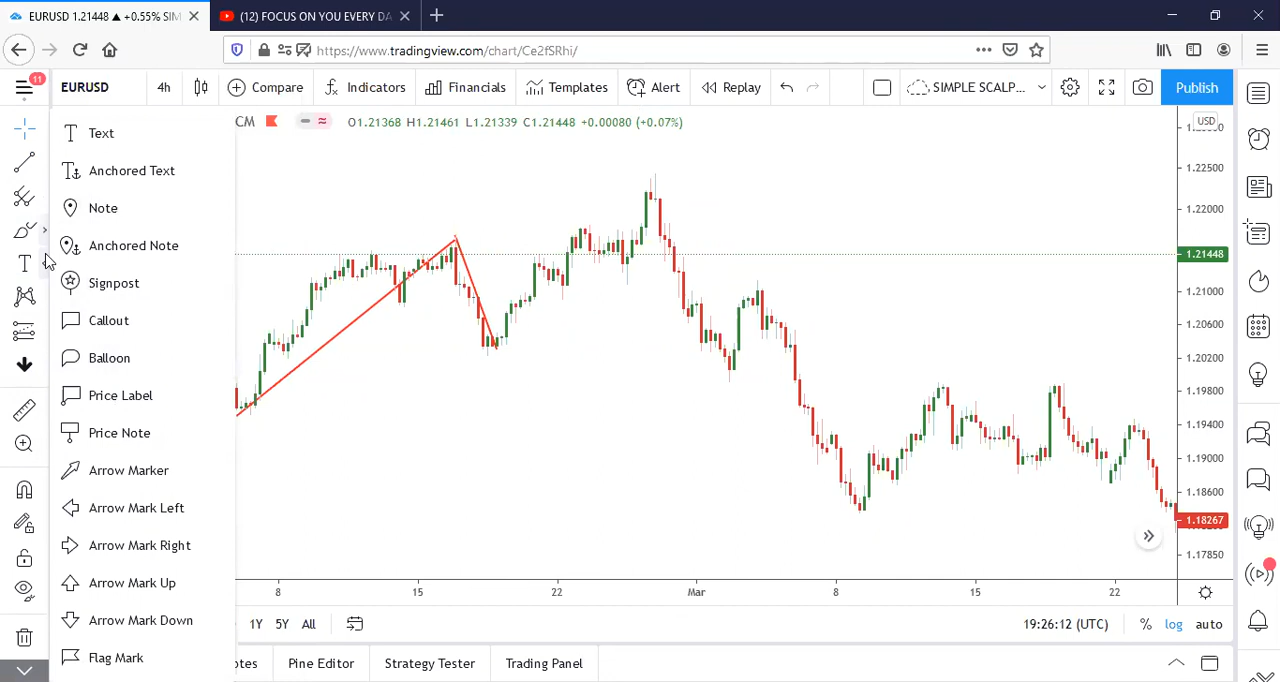 EURUSD 1.21448 ▲ +0.55% SIM
(12) FOCUS ON YOU EVERY DA
https://www.tradingview.com/chart/Ce2fSRhi/
11
EURUSD
4h
Compare
Indicators
Financials
Templates
Alert
Replay
SIMPLE SCALP...
Publish
CM
O1.21368 H1.21461 L1.21339 C1.21448 +0.00080 (+0.07%)
USD
Text
Anchored Text
Note
Anchored Note
Signpost
Callout
Balloon
Price Label
Price Note
Arrow Marker
Arrow Mark Left
Arrow Mark Right
Arrow Mark Up
Arrow Mark Down
Flag Mark
1.22500
1.22000
1.21448
1.21000
1.20600
1.20200
1.19800
1.19400
1.19000
1.18600
1.18267
1.17850
8
15
22
Mar
8
15
22
1Y
5Y
All
19:26:12 (UTC)
%
log
auto
otes
Pine Editor
Strategy Tester
Trading Panel